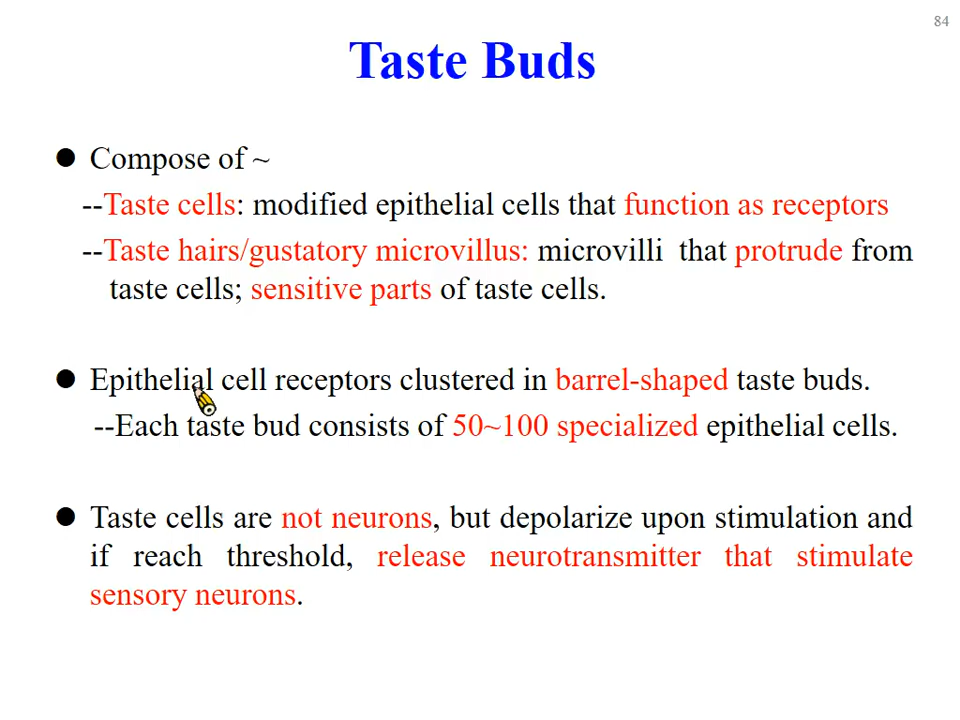 84
Taste Buds
● Compose of ~
--Taste cells: modified epithelial cells that function as receptors
--Taste hairs/gustatory microvillus: microvilli that protrude from
taste cells; sensitive parts of taste cells.
● Epithelial cell receptors clustered in barrel-shaped taste buds.
--Each taste bud consists of 50~100 specialized epithelial cells.
● Taste cells are not neurons, but depolarize upon stimulation and
if reach threshold, release neurotransmitter that stimulate
sensory neurons.